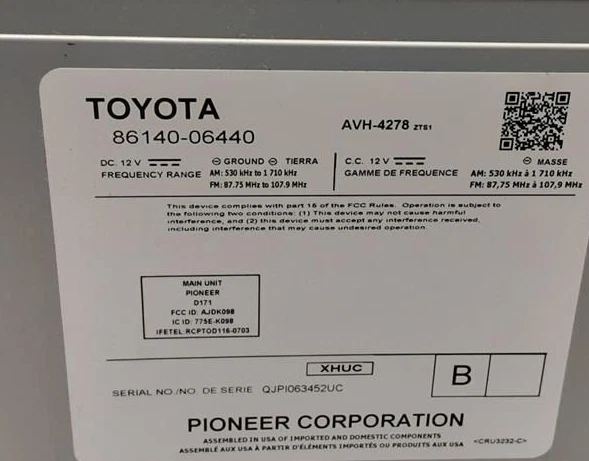 TOYOTA
86140-06440
AVH-4278 ZTS1
DC. 12 V ⊖ GROUND ⊖ TIERRA
FREQUENCY RANGE AM: 530 kHz to 1 710 kHz
FM: 87.75 MHz to 107.9 MHz
C.C. 12 V ⊖ MASSE
GAMME DE FREQUENCE AM: 530 kHz à 1 710 kHz
FM: 87,75 MHz à 107,9 MHz
This device complies with part 15 of the FCC Rules. Operation is subject to
the following two conditions: (1) This device may not cause harmful
interference, and (2) this device must accept any interference received,
including interference that may cause undesired operation.
MAIN UNIT
PIONEER
D171
FCC ID: AJDK098
IC ID: 775E-K098
IFETEL RCPTOD116-0703
XHUC
B
SERIAL NO./NO. DE SERIE QJPI063452UC
PIONEER CORPORATION
ASSEMBLED IN USA OF IMPORTED AND DOMESTIC COMPONENTS
ASSEMBLÉ AUX USA À PARTIR D'ÉLÉMENTS IMPORTÉS OU PRODUITS AUX USA
<CRU3232-C>